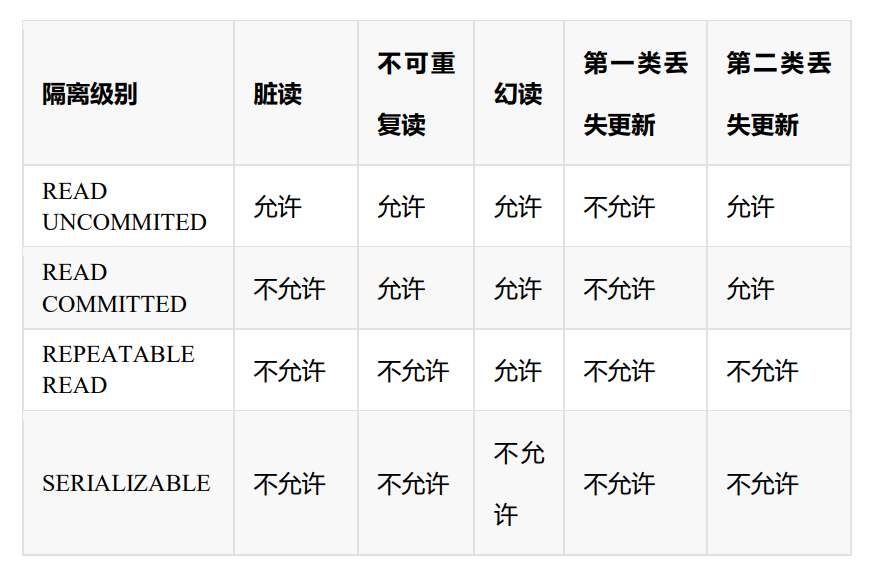 隔离级别 脏读 不可重 幻读 第一类丢 第二类丢
复读 失更新 失更新
READ
UNCOMMITED 允许 允许 允许 不允许 允许
READ
COMMITTED 不允许 允许 允许 不允许 允许
REPEATABLE
READ 不允许 不允许 允许 不允许 不允许
SERIALIZABLE 不允许 不允许 不允 不允许 不允许
许